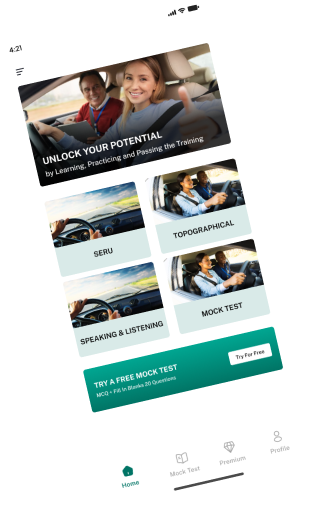 4:21
UNLOCK YOUR POTENTIAL
by Learning, Practicing and Passing the Training
SERU
TOPOGRAPHICAL
SPEAKING & LISTENING
MOCK TEST
TRY A FREE MOCK TEST
MCQ + Fill In Blanks 20 Questions
Try For Free
Home
Mock Test
Premium
Profile